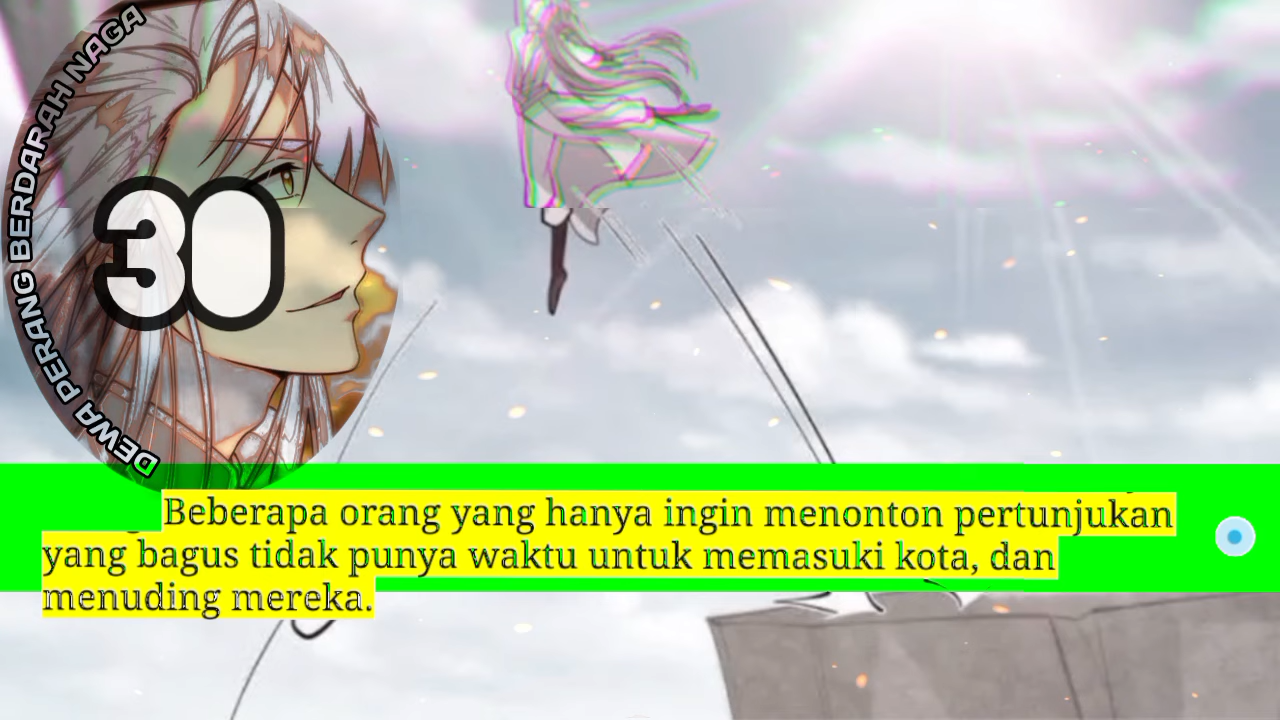 DEWA PERANG BERDARAH NAGA
30
Beberapa orang yang hanya ingin menonton pertunjukan
yang bagus tidak punya waktu untuk memasuki kota, dan
menuding mereka.